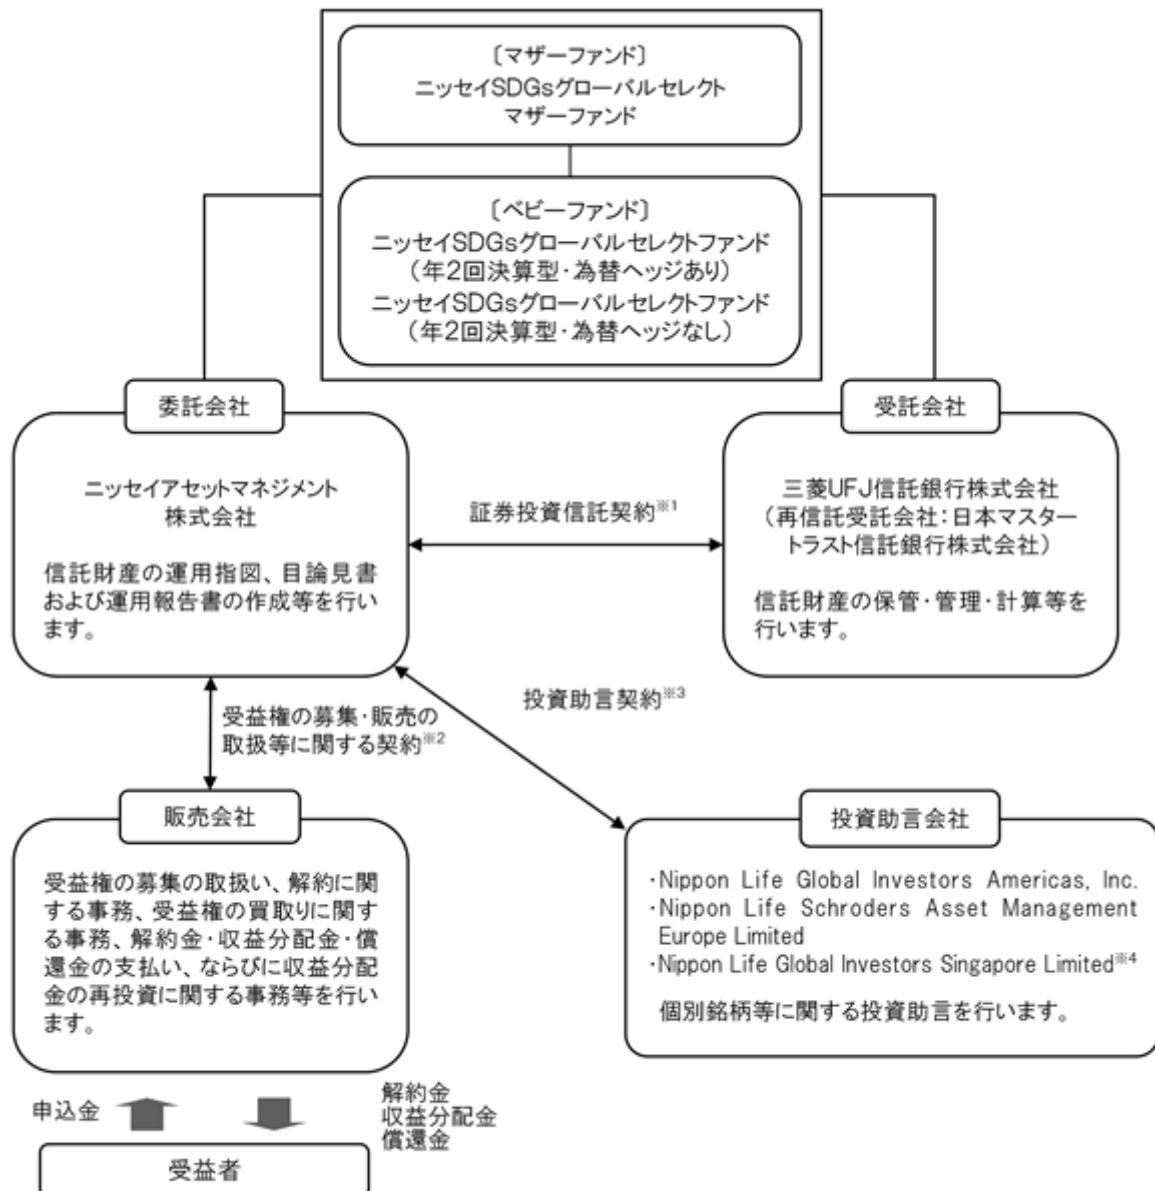 〔マザーファンド〕
ニッセイSDGsグローバルセレクト
マザーファンド
〔ベビーファンド〕
ニッセイSDGsグローバルセレクトファンド
（年2回決算型・為替ヘッジあり）
ニッセイSDGsグローバルセレクトファンド
（年2回決算型・為替ヘッジなし）
委託会社
ニッセイアセットマネジメント
株式会社
信託財産の運用指図、目論見書
および運用報告書の作成等を行い
ます。
証券投資信託契約※1
受託会社
三菱UFJ信託銀行株式会社
（再信託受託会社：日本マスター
トラスト信託銀行株式会社）
信託財産の保管・管理・計算等を
行います。
受益権の募集・販売の
取扱等に関する契約※2
投資助言契約※3
販売会社
受益権の募集の取扱い、解約に関
する事務、受益権の買取りに関す
る事務、解約金・収益分配金・償
還金の支払い、ならびに収益分配
金の再投資に関する事務等を行い
ます。
投資助言会社
・Nippon Life Global Investors Americas, Inc.
・Nippon Life Schroders Asset Management
Europe Limited
・Nippon Life Global Investors Singapore Limited※4
個別銘柄等に関する投資助言を行います。
申込金
解約金
収益分配金
償還金
受益者